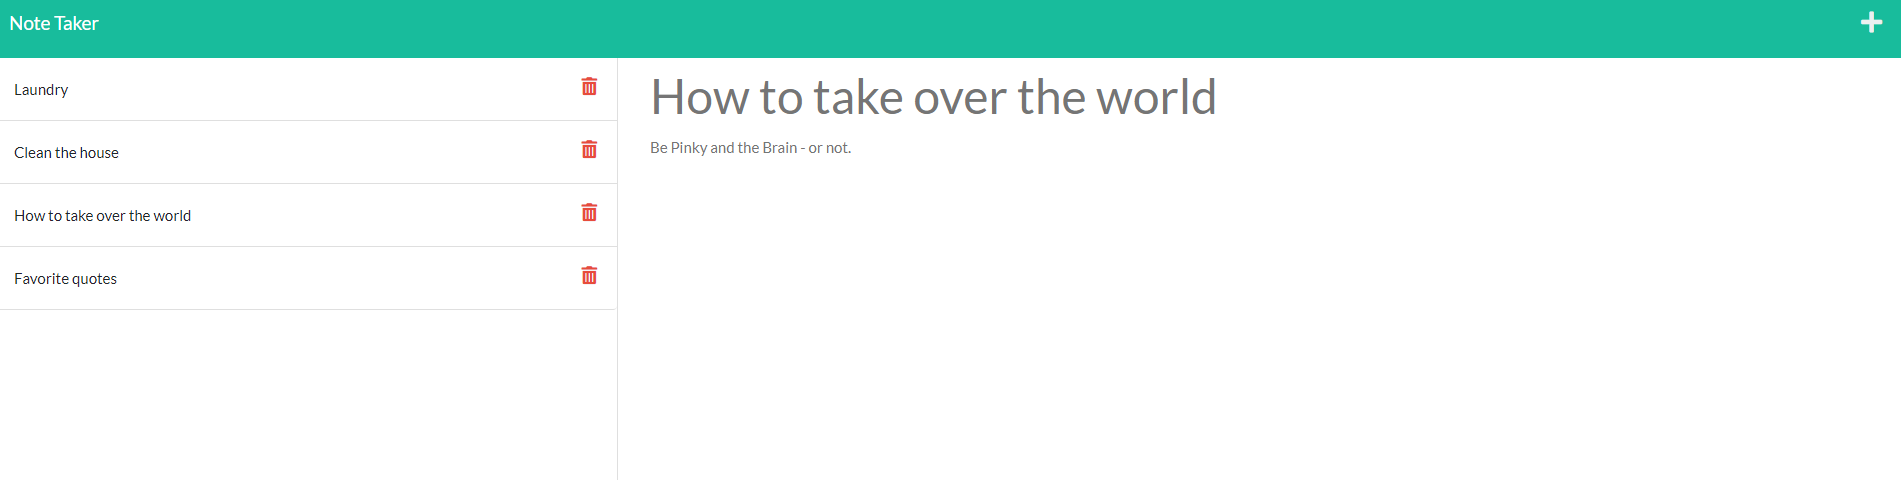 Note Taker
Laundry
Clean the house
How to take over the world
Favorite quotes
How to take over the world
Be Pinky and the Brain - or not.